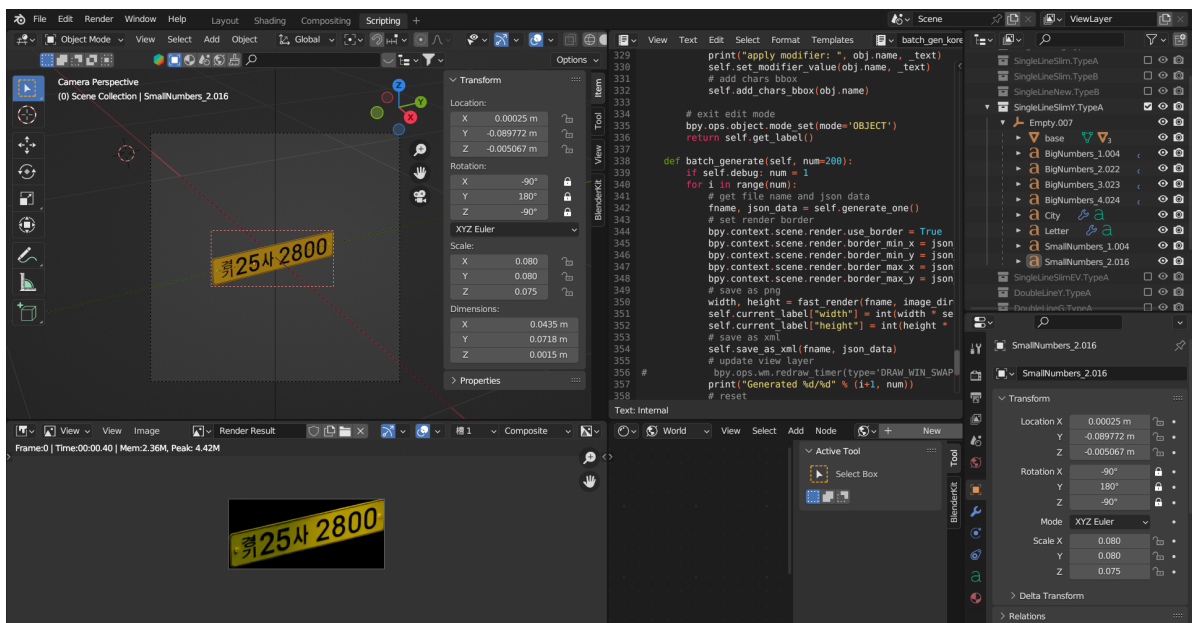 File Edit Render Window Help Layout Shading Compositing Scripting + Scene ViewLayer
Object Mode View Select Add Object Global
Options
Camera Perspective
(0) Scene Collection | SmallNumbers_2.016
경기25사 2800
Transform
Location:
X 0.00025 m
Y -0.089772 m
Z -0.005067 m
Rotation:
X -90°
Y 180°
Z -90°
XYZ Euler
Scale:
X 0.080
Y 0.080
Z 0.075
Dimensions:
X 0.0435 m
Y 0.0718 m
Z 0.0015 m
Properties
Item
Tool
View
BlenderKit
View Text Edit Select Format Templates batch_gen_kore
329 print("apply modifier: ", obj.name, _text)
330 self.set_modifier_value(obj.name, _text)
331 # add chars bbox
332 self.add_chars_bbox(obj.name)
333
334 # exit edit mode
335 bpy.ops.object.mode_set(mode='OBJECT')
336 return self.get_label()
337
338 def batch_generate(self, num=200):
339 if self.debug: num = 1
340 for i in range(num):
341 # get file name and json data
342 fname, json_data = self.generate_one()
343 # set render border
344 bpy.context.scene.render.use_border = True
345 bpy.context.scene.render.border_min_x = json
346 bpy.context.scene.render.border_min_y = json
347 bpy.context.scene.render.border_max_x = json
348 bpy.context.scene.render.border_max_y = json
349 # save as png
350 width, height = fast_render(fname, image_dir
351 self.current_label["width"] = int(width * se
352 self.current_label["height"] = int(height *
353 # save as xml
354 self.save_as_xml(fname, json_data)
355 # update view layer
356 # bpy.ops.wm.redraw_timer(type='DRAW_WIN_SWAP
357 print("Generated %d/%d" % (i+1, num))
358 # reset
Text: Internal
SingleLineSlim.TypeA
SingleLineSlim.TypeB
SingleLineNew.TypeB
SingleLineSlimY.TypeA
Empty.007
base 3
BigNumbers_1.004
BigNumbers_2.022
BigNumbers_3.023
BigNumbers_4.024
City
Letter
SmallNumbers_1.004
SmallNumbers_2.016
SingleLineSlimEV.TypeA
DoubleLineY.TypeA
DoubleLineG.TypeA
SmallNumbers_2.016
SmallNumbers_2.016
Transform
Location X 0.00025 m
Y -0.089772 m
Z -0.005067 m
Rotation X -90°
Y 180°
Z -90°
Mode XYZ Euler
Scale X 0.080
Y 0.080
Z 0.075
Delta Transform
Relations
View View Image Render Result 槽 1 Composite
Frame:0 | Time:00:00.40 | Mem:2.36M, Peak: 4.42M
경기25사 2800
World View Select Add Node New
Active Tool
Select Box
Tool
BlenderKit